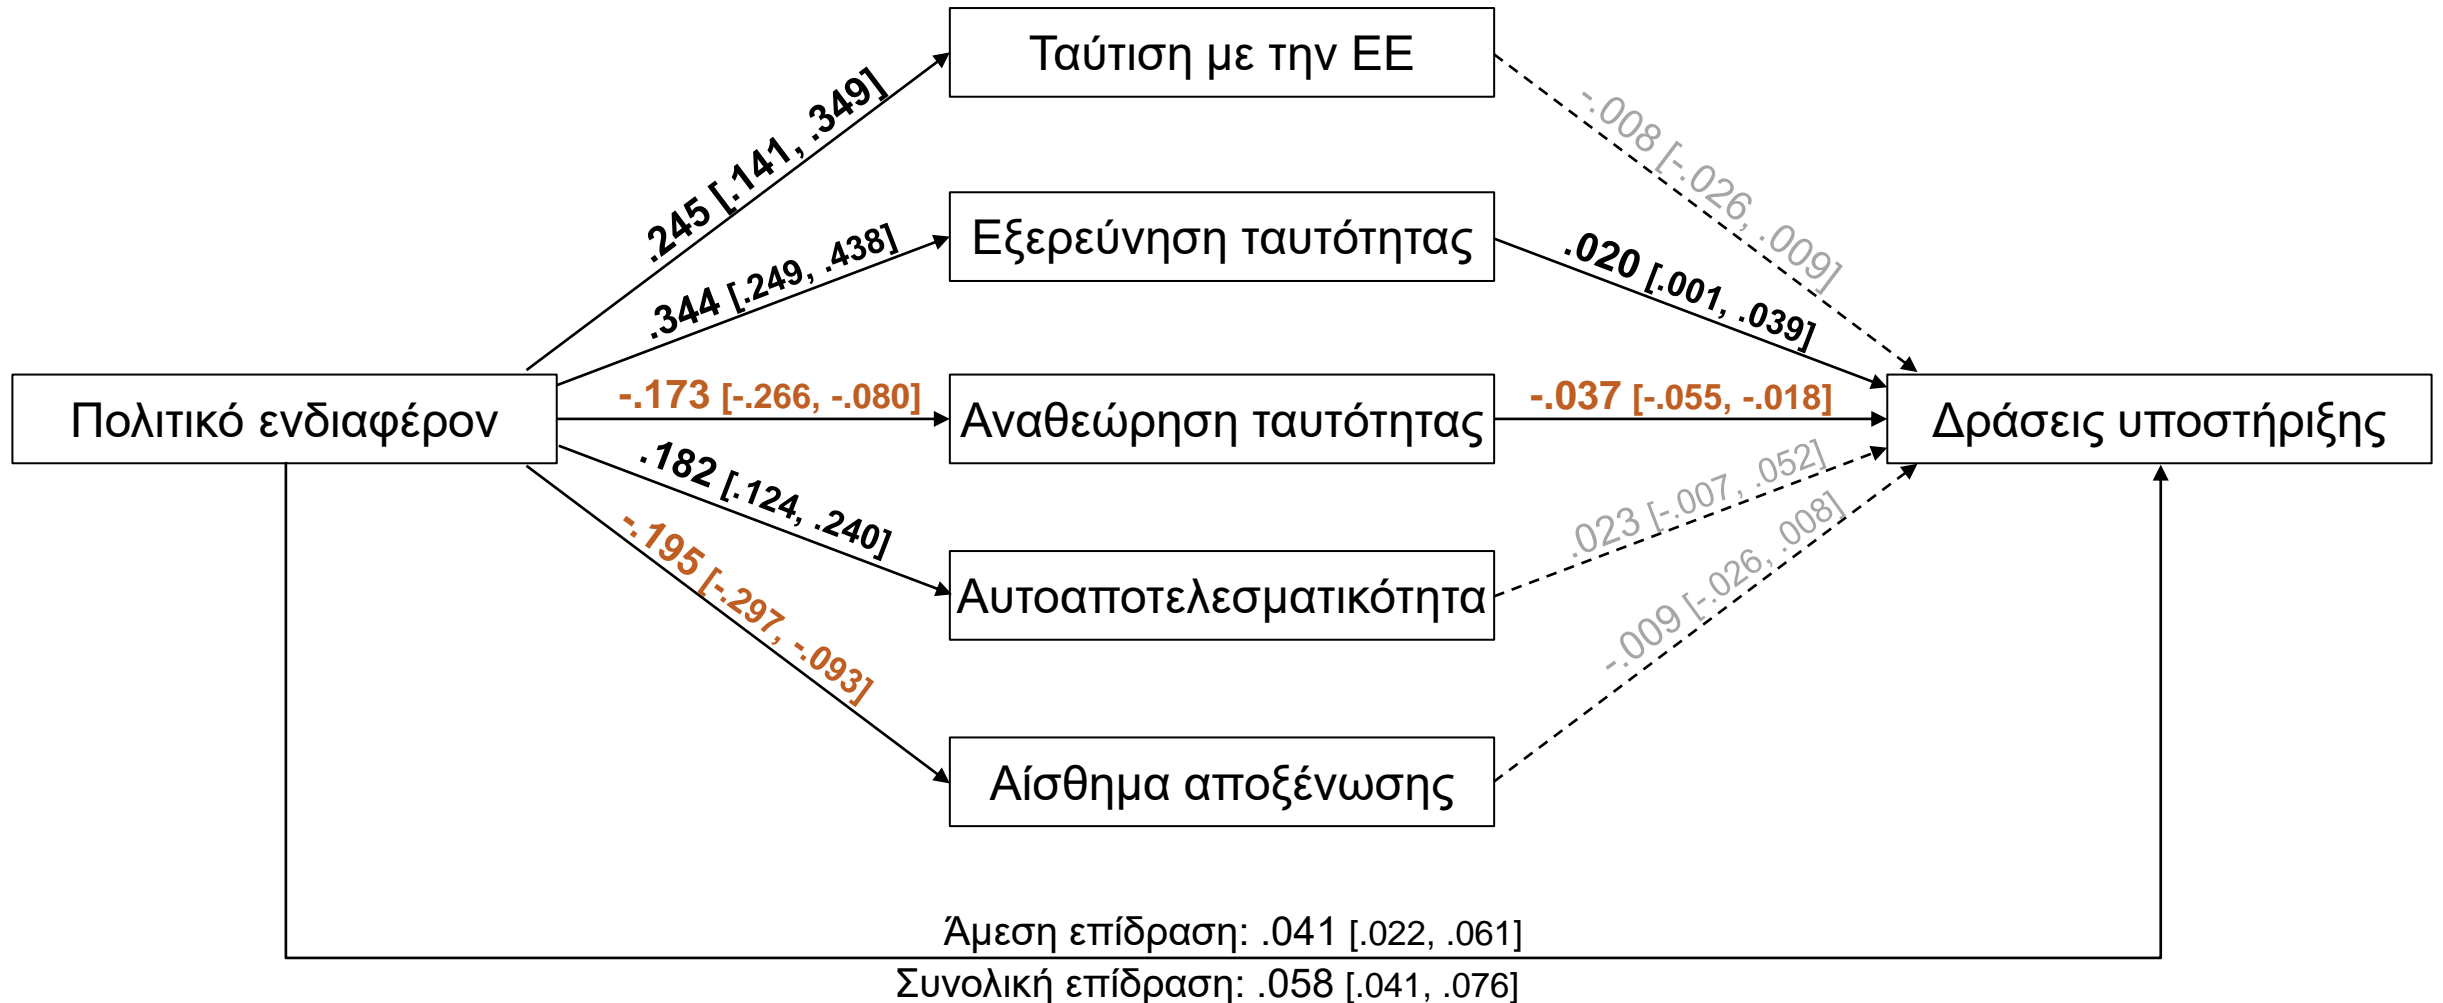 Ταύτιση με την ΕΕ
.245 [.141, .349]
-.008 [-.026, .009]
Εξερεύνηση ταυτότητας
.344 [.249, .438]
.020 [.001, .039]
Πολιτικό ενδιαφέρον
-.173 [-.266, -.080]
Αναθεώρηση ταυτότητας
-.037 [-.055, -.018]
Δράσεις υποστήριξης
.182 [.124, .240]
.023 [-.007, .052]
Αυτοαποτελεσματικότητα
-.195 [-.297, -.093]
-.009 [-.026, .008]
Αίσθημα αποξένωσης
Άμεση επίδραση: .041 [.022, .061]
Συνολική επίδραση: .058 [.041, .076]